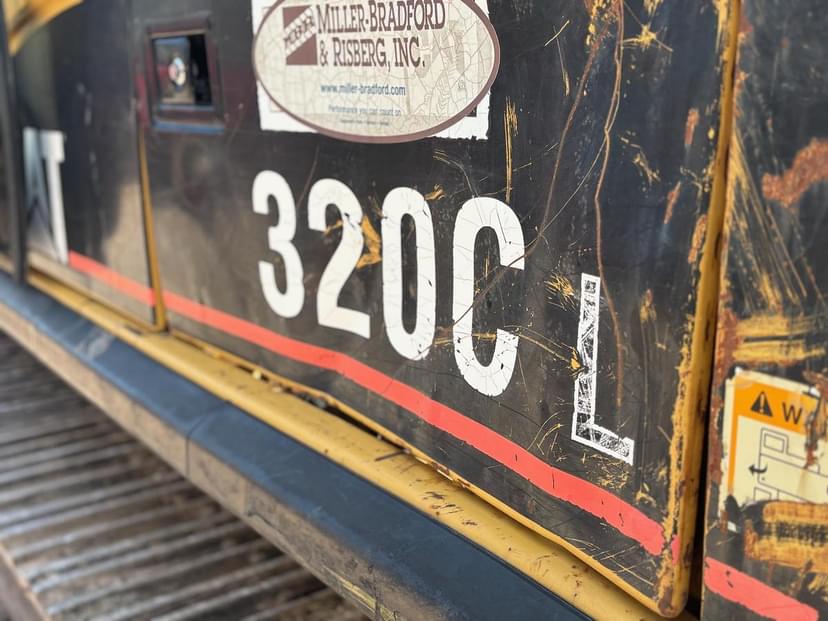 MILLER-BRADFORD
& RISBERG, INC.
www.miller-bradford.com
Performance you can count on
AT
320C L
W